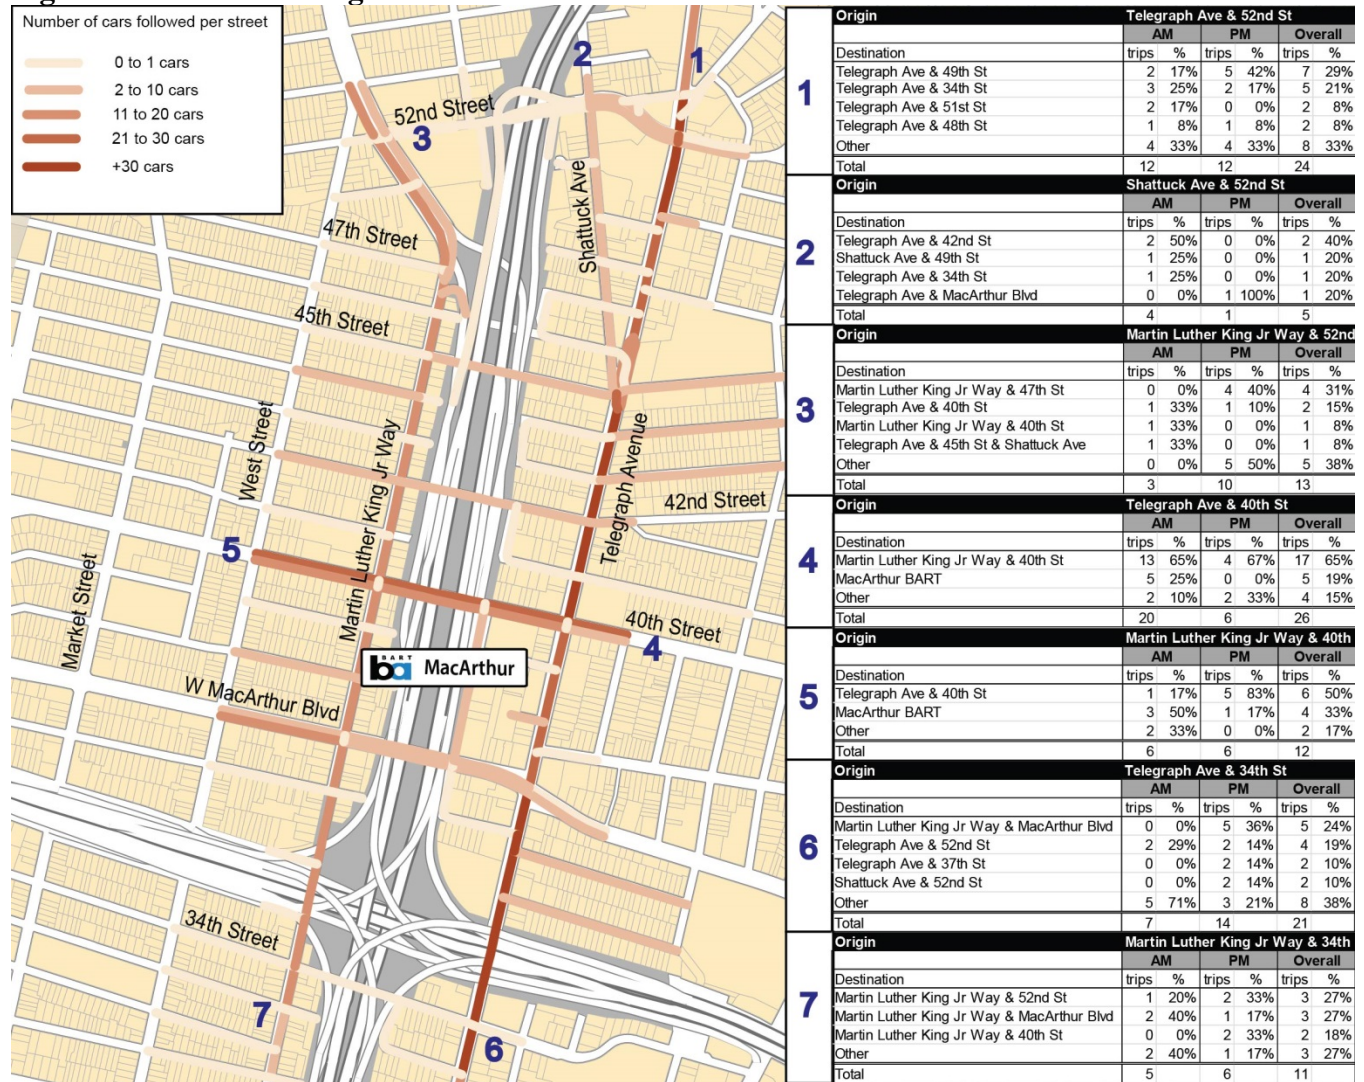 Number of cars followed per street
0 to 1 cars
2 to 10 cars
11 to 20 cars
21 to 30 cars
+30 cars
1
2
52nd Street
3
Shattuck Ave
47th Street
45th Street
West Street
Martin Luther King Jr Way
Telegraph Avenue
42nd Street
5
Market Street
40th Street
4
BART
ba MacArthur
W MacArthur Blvd
34th Street
7
6
1
Origin Telegraph Ave & 52nd St
AM PM Overall
Destination trips % trips % trips %
Telegraph Ave & 49th St 2 17% 5 42% 7 29%
Telegraph Ave & 34th St 3 25% 2 17% 5 21%
Telegraph Ave & 51st St 2 17% 0 0% 2 8%
Telegraph Ave & 48th St 1 8% 1 8% 2 8%
Other 4 33% 4 33% 8 33%
Total 12 12 24
2
Origin Shattuck Ave & 52nd St
AM PM Overall
Destination trips % trips % trips %
Telegraph Ave & 42nd St 2 50% 0 0% 2 40%
Shattuck Ave & 49th St 1 25% 0 0% 1 20%
Telegraph Ave & 34th St 1 25% 0 0% 1 20%
Telegraph Ave & MacArthur Blvd 0 0% 1 100% 1 20%
Total 4 1 5
3
Origin Martin Luther King Jr Way & 52nd
AM PM Overall
Destination trips % trips % trips %
Martin Luther King Jr Way & 47th St 0 0% 4 40% 4 31%
Telegraph Ave & 40th St 1 33% 1 10% 2 15%
Martin Luther King Jr Way & 40th St 1 33% 0 0% 1 8%
Telegraph Ave & 45th St & Shattuck Ave 1 33% 0 0% 1 8%
Other 0 0% 5 50% 5 38%
Total 3 10 13
4
Origin Telegraph Ave & 40th St
AM PM Overall
Destination trips % trips % trips %
Martin Luther King Jr Way & 40th St 13 65% 4 67% 17 65%
MacArthur BART 5 25% 0 0% 5 19%
Other 2 10% 2 33% 4 15%
Total 20 6 26
5
Origin Martin Luther King Jr Way & 40th
AM PM Overall
Destination trips % trips % trips %
Telegraph Ave & 40th St 1 17% 5 83% 6 50%
MacArthur BART 3 50% 1 17% 4 33%
Other 2 33% 0 0% 2 17%
Total 6 6 12
6
Origin Telegraph Ave & 34th St
AM PM Overall
Destination trips % trips % trips %
Martin Luther King Jr Way & MacArthur Blvd 0 0% 5 36% 5 24%
Telegraph Ave & 52nd St 2 29% 2 14% 4 19%
Telegraph Ave & 37th St 0 0% 2 14% 2 10%
Shattuck Ave & 52nd St 0 0% 2 14% 2 10%
Other 5 71% 3 21% 8 38%
Total 7 14 21
7
Origin Martin Luther King Jr Way & 34th
AM PM Overall
Destination trips % trips % trips %
Martin Luther King Jr Way & 52nd St 1 20% 2 33% 3 27%
Martin Luther King Jr Way & MacArthur Blvd 2 40% 1 17% 3 27%
Martin Luther King Jr Way & 40th St 0 0% 2 33% 2 18%
Other 2 40% 1 17% 3 27%
Total 5 6 11